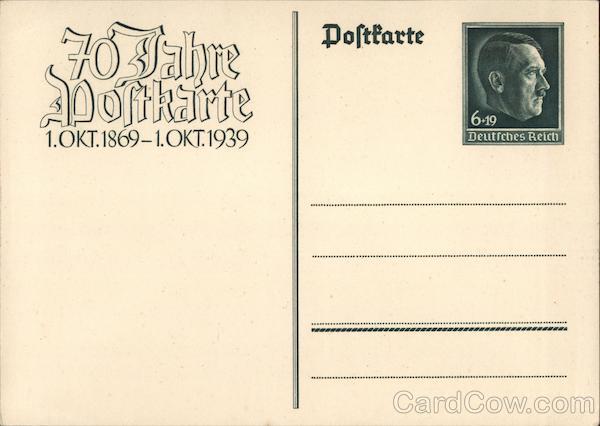 70 Jahre
Postkarte
1. OKT. 1869 – 1. OKT. 1939
Poſtkarte
6+19
Deutſches Reich
CardCow.com